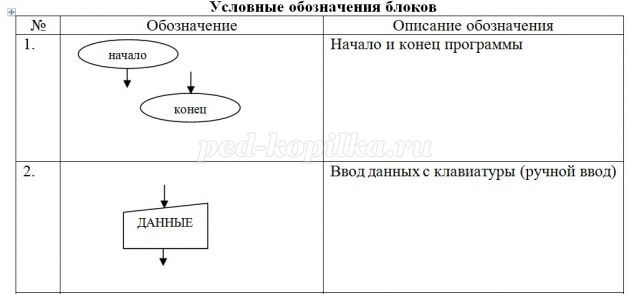 Условные обозначения блоков
№ Обозначение Описание обозначения
1. начало Начало и конец программы
конец
ped-kopilka.ru
2. Ввод данных с клавиатуры (ручной ввод)
ДАННЫЕ